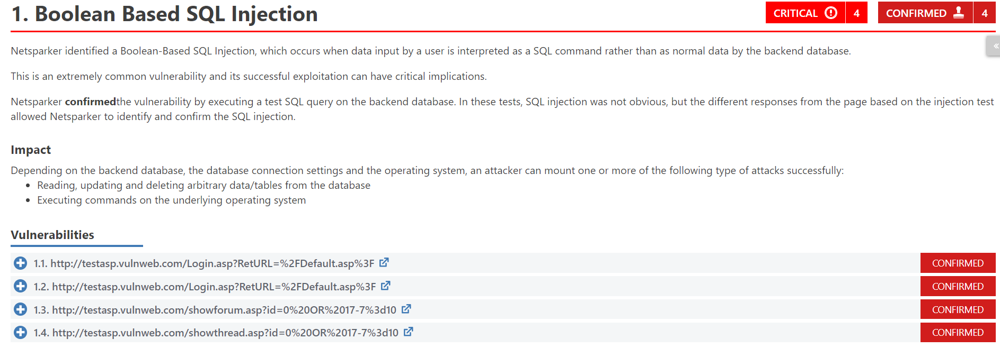 1. Boolean Based SQL Injection
CRITICAL 4 CONFIRMED 4
Netsparker identified a Boolean-Based SQL Injection, which occurs when data input by a user is interpreted as a SQL command rather than as normal data by the backend database.
This is an extremely common vulnerability and its successful exploitation can have critical implications.
Netsparker confirmedthe vulnerability by executing a test SQL query on the backend database. In these tests, SQL injection was not obvious, but the different responses from the page based on the injection test
allowed Netsparker to identify and confirm the SQL injection.
Impact
Depending on the backend database, the database connection settings and the operating system, an attacker can mount one or more of the following type of attacks successfully:
• Reading, updating and deleting arbitrary data/tables from the database
• Executing commands on the underlying operating system
Vulnerabilities
1.1. http://testasp.vulnweb.com/Login.asp?RetURL=%2FDefault.asp%3F CONFIRMED
1.2. http://testasp.vulnweb.com/Login.asp?RetURL=%2FDefault.asp%3F CONFIRMED
1.3. http://testasp.vulnweb.com/showforum.asp?id=0%20OR%2017-7%3d10 CONFIRMED
1.4. http://testasp.vulnweb.com/showthread.asp?id=0%20OR%2017-7%3d10 CONFIRMED